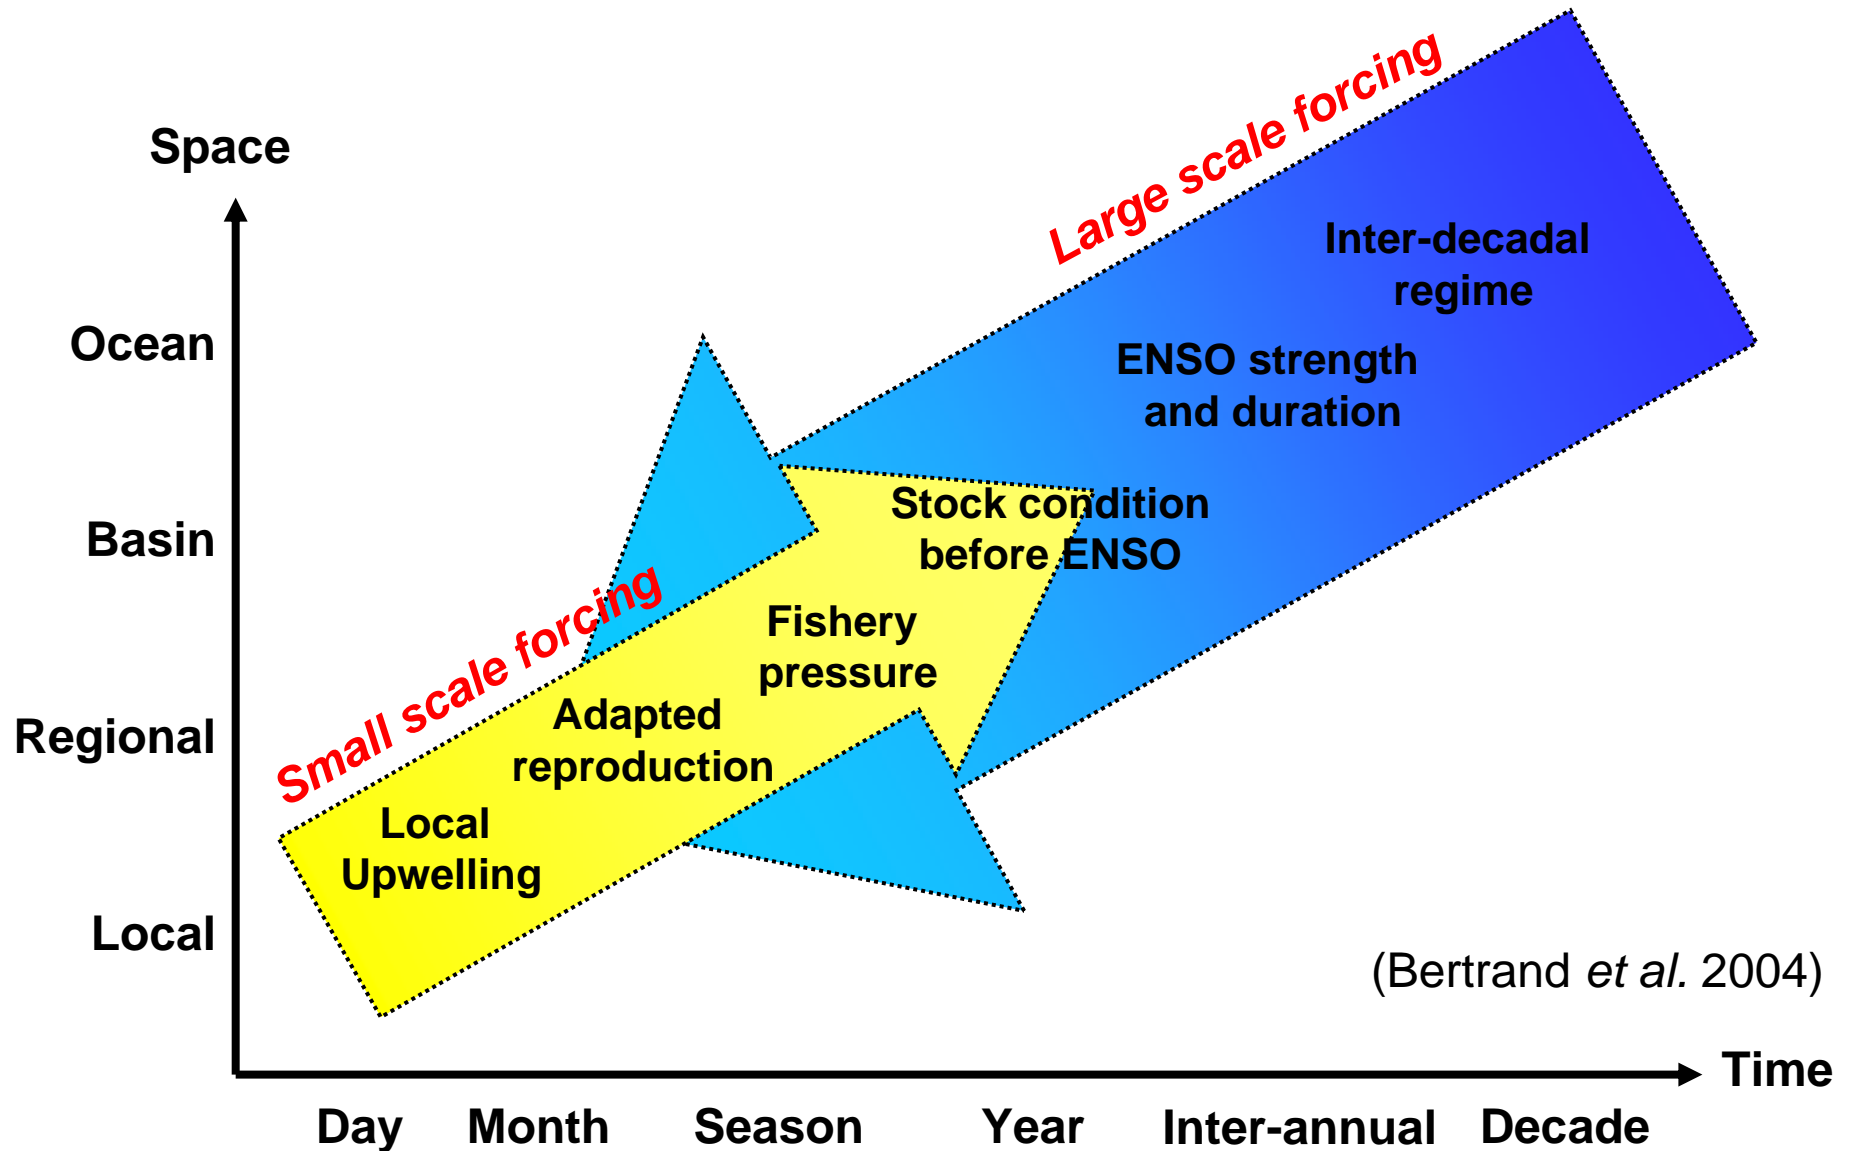 Space
Large scale forcing
Inter-decadal
regime
Ocean
ENSO strength
and duration
Stock condition
before ENSO
Basin
Small scale forcing
Fishery
pressure
Regional
Adapted
reproduction
Local
Upwelling
Local
(Bertrand et al. 2004)
Time
Day Month Season Year Inter-annual Decade